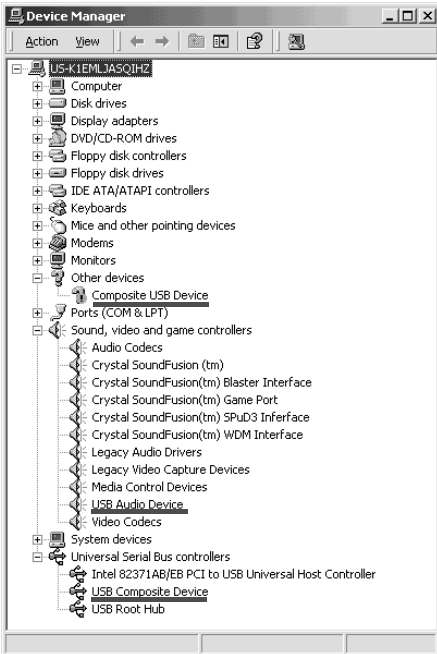 Device Manager
Action View
US-K1EMLJASQIHZ
Computer
Disk drives
Display adapters
DVD/CD-ROM drives
Floppy disk controllers
Floppy disk drives
IDE ATA/ATAPI controllers
Keyboards
Mice and other pointing devices
Modems
Monitors
Other devices
Composite USB Device
Ports (COM & LPT)
Sound, video and game controllers
Audio Codecs
Crystal SoundFusion (tm)
Crystal SoundFusion(tm) Blaster Interface
Crystal SoundFusion(tm) Game Port
Crystal SoundFusion(tm) SPuD3 Inferface
Crystal SoundFusion(tm) WDM Interface
Legacy Audio Drivers
Legacy Video Capture Devices
Media Control Devices
USB Audio Device
Video Codecs
System devices
Universal Serial Bus controllers
Intel 82371AB/EB PCI to USB Universal Host Controller
USB Composite Device
USB Root Hub